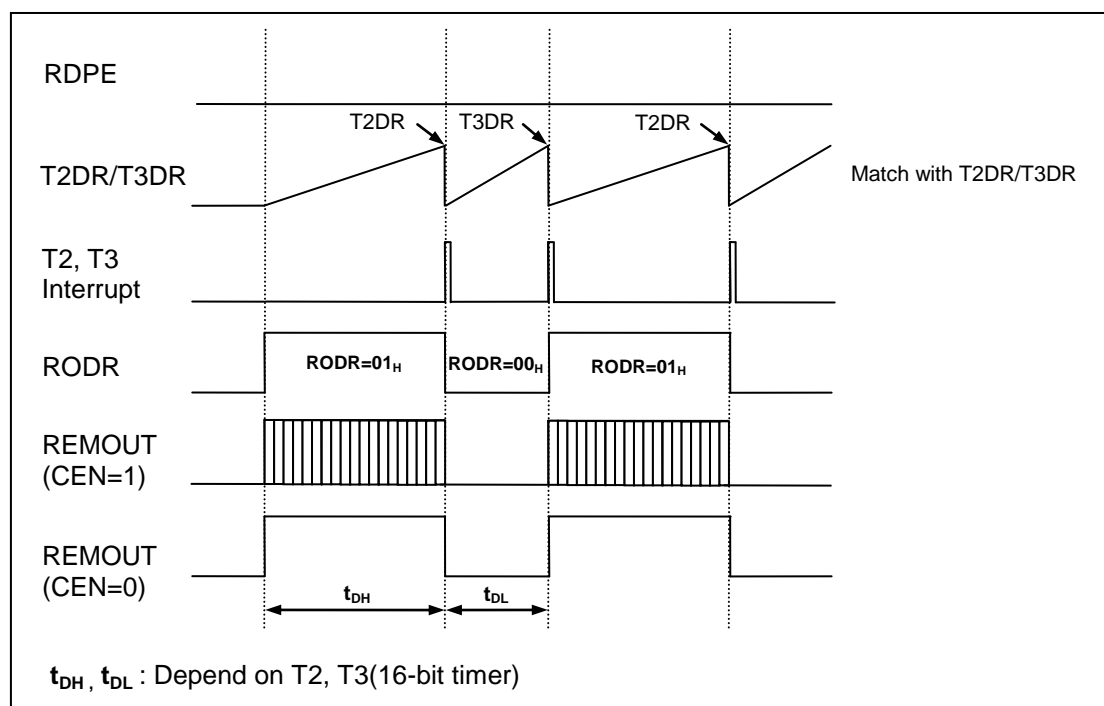 RDPE
T2DR T3DR T2DR
T2DR/T3DR
Match with T2DR/T3DR
T2, T3
Interrupt
RODR
RODR=01H RODR=00H RODR=01H
REMOUT
(CEN=1)
REMOUT
(CEN=0)
tDH tDL
tDH , tDL : Depend on T2, T3(16-bit timer)